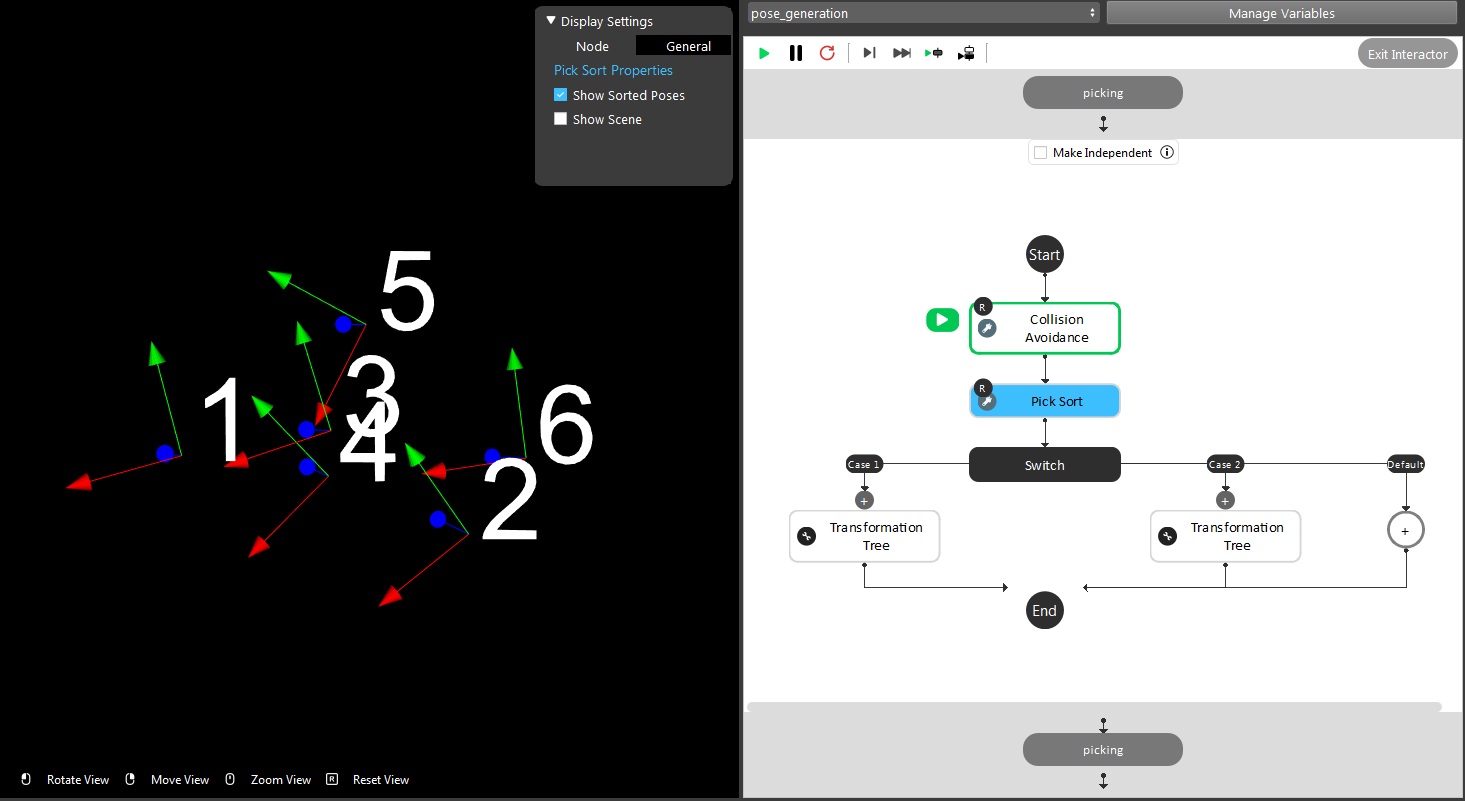 Display Settings
Node General
Pick Sort Properties
Show Sorted Poses
Show Scene
5
3
1
4
6
2
Rotate View Move View Zoom View R Reset View
pose_generation
Manage Variables
Exit Interactor
picking
Make Independent
Start
R
Collision
Avoidance
R
Pick Sort
Case 1
Switch
Case 2
Default
Transformation
Tree
Transformation
Tree
End
picking